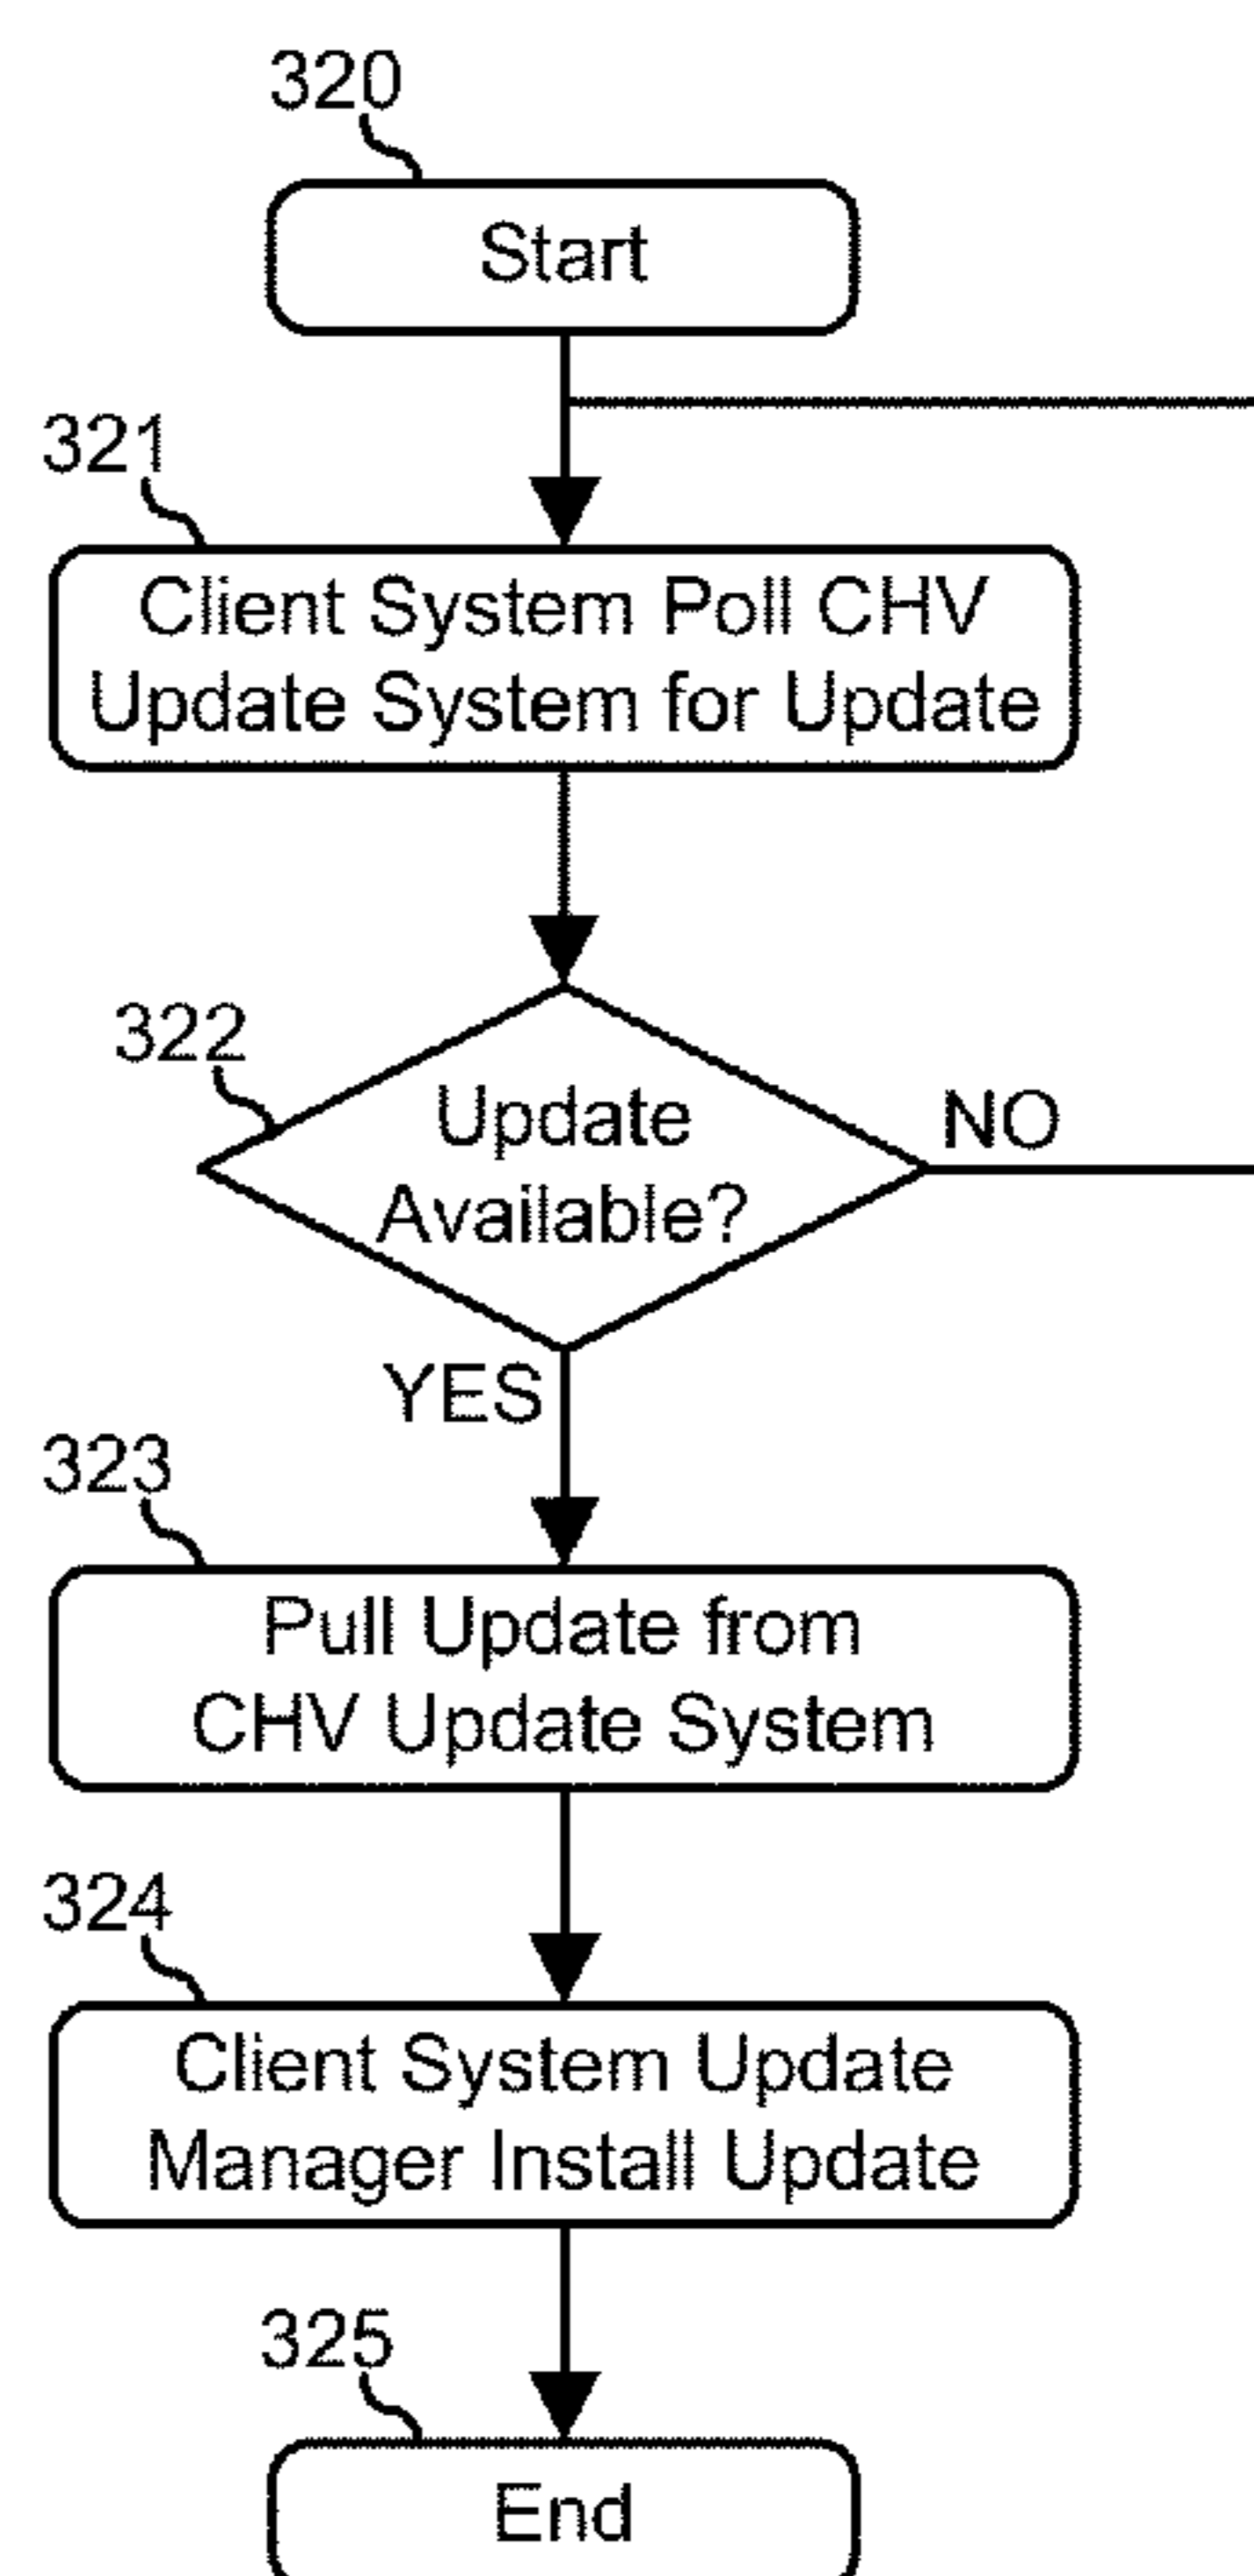 320
Start
321
Client System Poll CHV
Update System for Update
322
Update
Available?
NO
YES
323
Pull Update from
CHV Update System
324
Client System Update
Manager Install Update
325
End